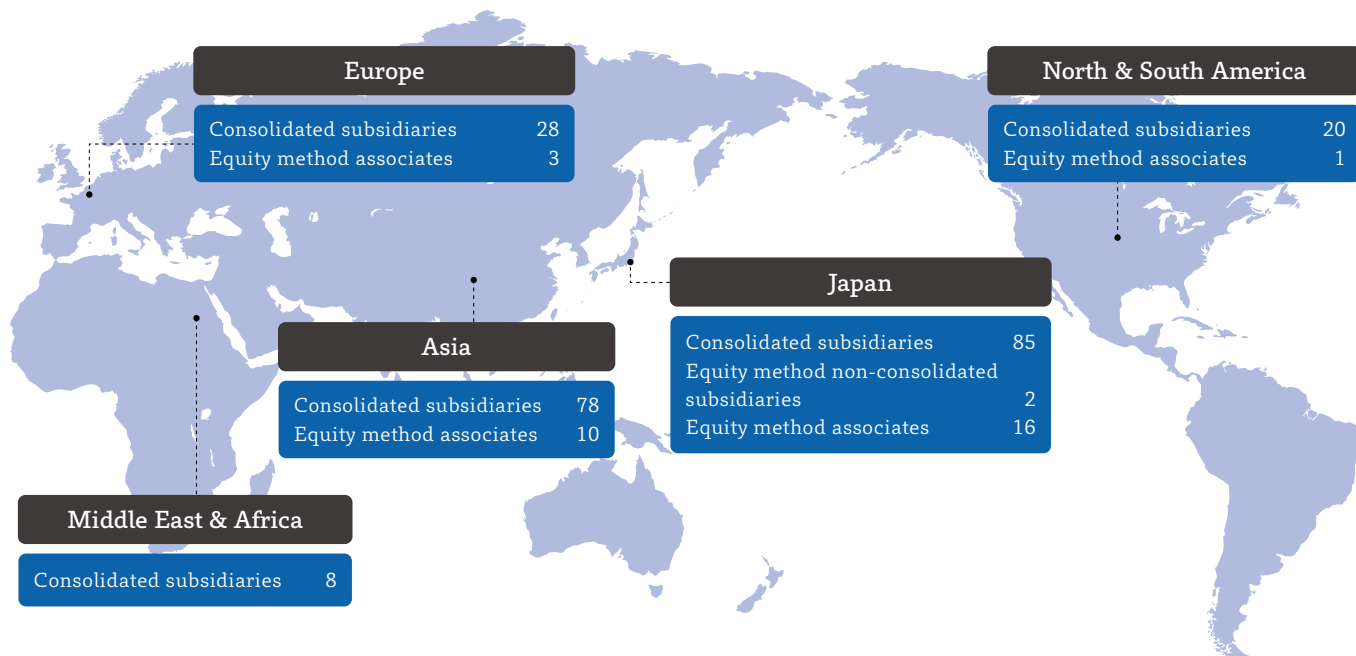 Europe
Consolidated subsidiaries 28
Equity method associates 3
North & South America
Consolidated subsidiaries 20
Equity method associates 1
Japan
Consolidated subsidiaries 85
Equity method non-consolidated
subsidiaries 2
Equity method associates 16
Asia
Consolidated subsidiaries 78
Equity method associates 10
Middle East & Africa
Consolidated subsidiaries 8